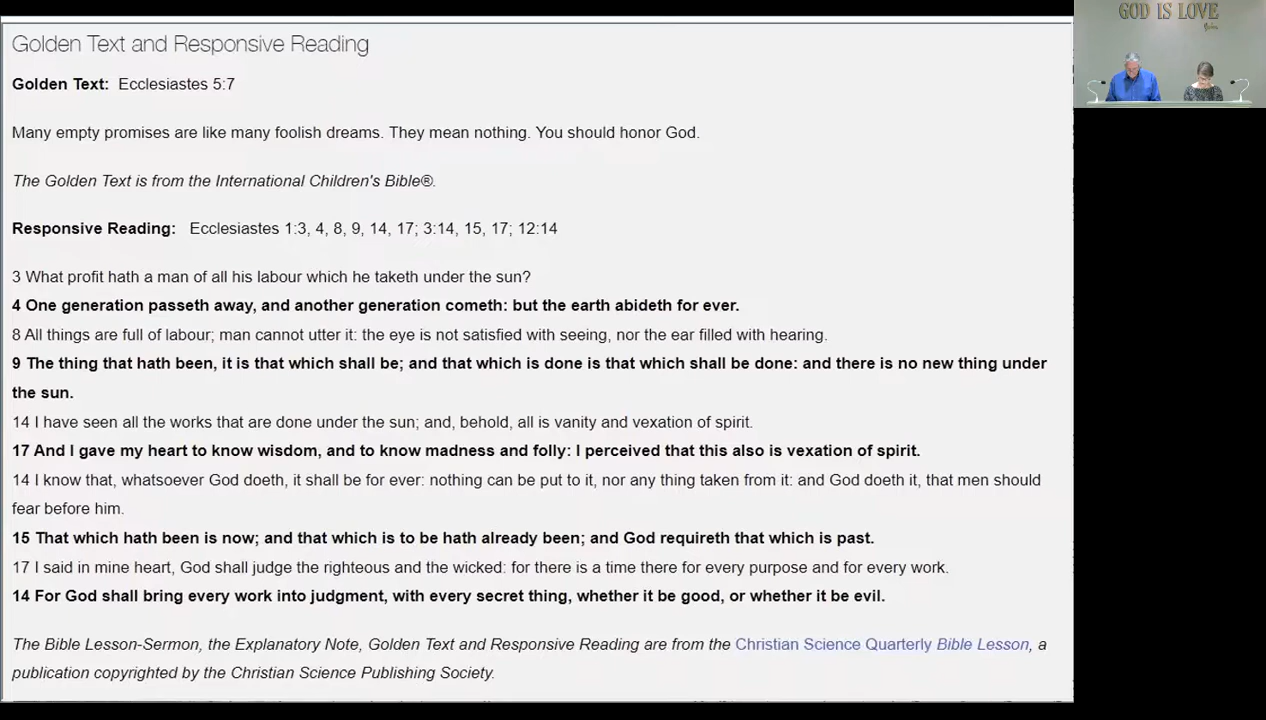 Golden Text and Responsive Reading
Golden Text: Ecclesiastes 5:7
Many empty promises are like many foolish dreams. They mean nothing. You should honor God.
The Golden Text is from the International Children's Bible®.
Responsive Reading: Ecclesiastes 1:3, 4, 8, 9, 14, 17; 3:14, 15, 17; 12:14
3 What profit hath a man of all his labour which he taketh under the sun?
4 One generation passeth away, and another generation cometh: but the earth abideth for ever.
8 All things are full of labour; man cannot utter it: the eye is not satisfied with seeing, nor the ear filled with hearing.
9 The thing that hath been, it is that which shall be; and that which is done is that which shall be done: and there is no new thing under
the sun.
14 I have seen all the works that are done under the sun; and, behold, all is vanity and vexation of spirit.
17 And I gave my heart to know wisdom, and to know madness and folly: I perceived that this also is vexation of spirit.
14 I know that, whatsoever God doeth, it shall be for ever: nothing can be put to it, nor any thing taken from it: and God doeth it, that men should
fear before him.
15 That which hath been is now; and that which is to be hath already been; and God requireth that which is past.
17 I said in mine heart, God shall judge the righteous and the wicked: for there is a time there for every purpose and for every work.
14 For God shall bring every work into judgment, with every secret thing, whether it be good, or whether it be evil.
The Bible Lesson-Sermon, the Explanatory Note, Golden Text and Responsive Reading are from the Christian Science Quarterly Bible Lesson, a
publication copyrighted by the Christian Science Publishing Society.
GOD IS LOVE